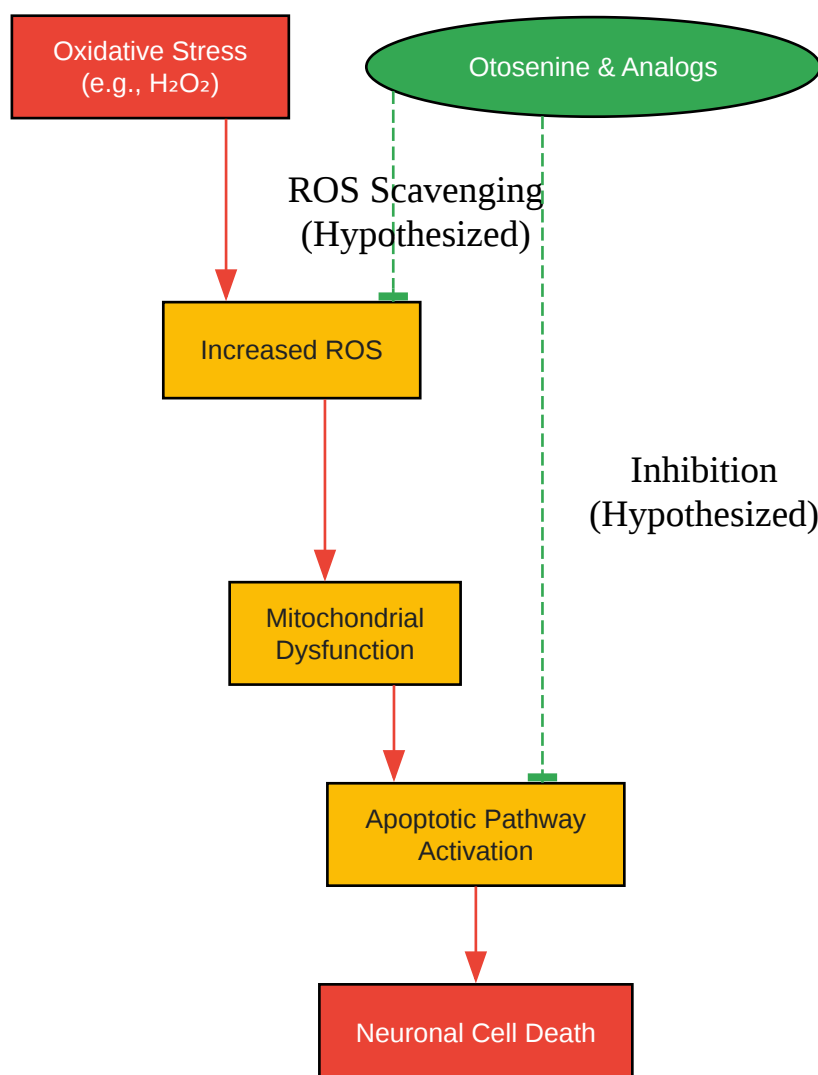 Oxidative Stress
(e.g., H₂O₂)
Otosenine & Analogs
ROS Scavenging
(Hypothesized)
Increased ROS
Inhibition
(Hypothesized)
Mitochondrial
Dysfunction
Apoptotic Pathway
Activation
Neuronal Cell Death